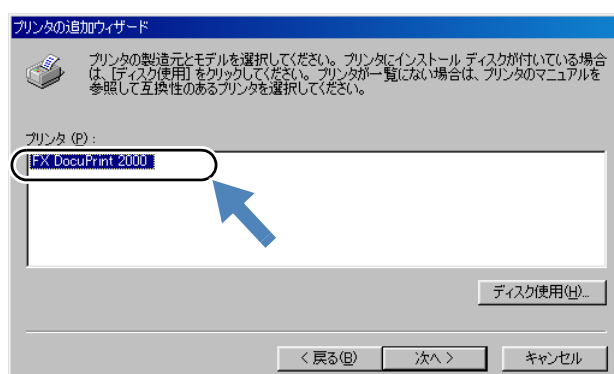 プリンタの追加ウィザード
プリンタの製造元とモデルを選択してください。プリンタにインストール ディスクが付いている場合
は、[ディスク使用] をクリックしてください。プリンタが一覧にない場合は、プリンタのマニュアルを
参照して互換性のあるプリンタを選択してください。
プリンタ (P) :
FX DocuPrint 2000
ディスク使用(H)...
< 戻る(B)
次へ >
キャンセル